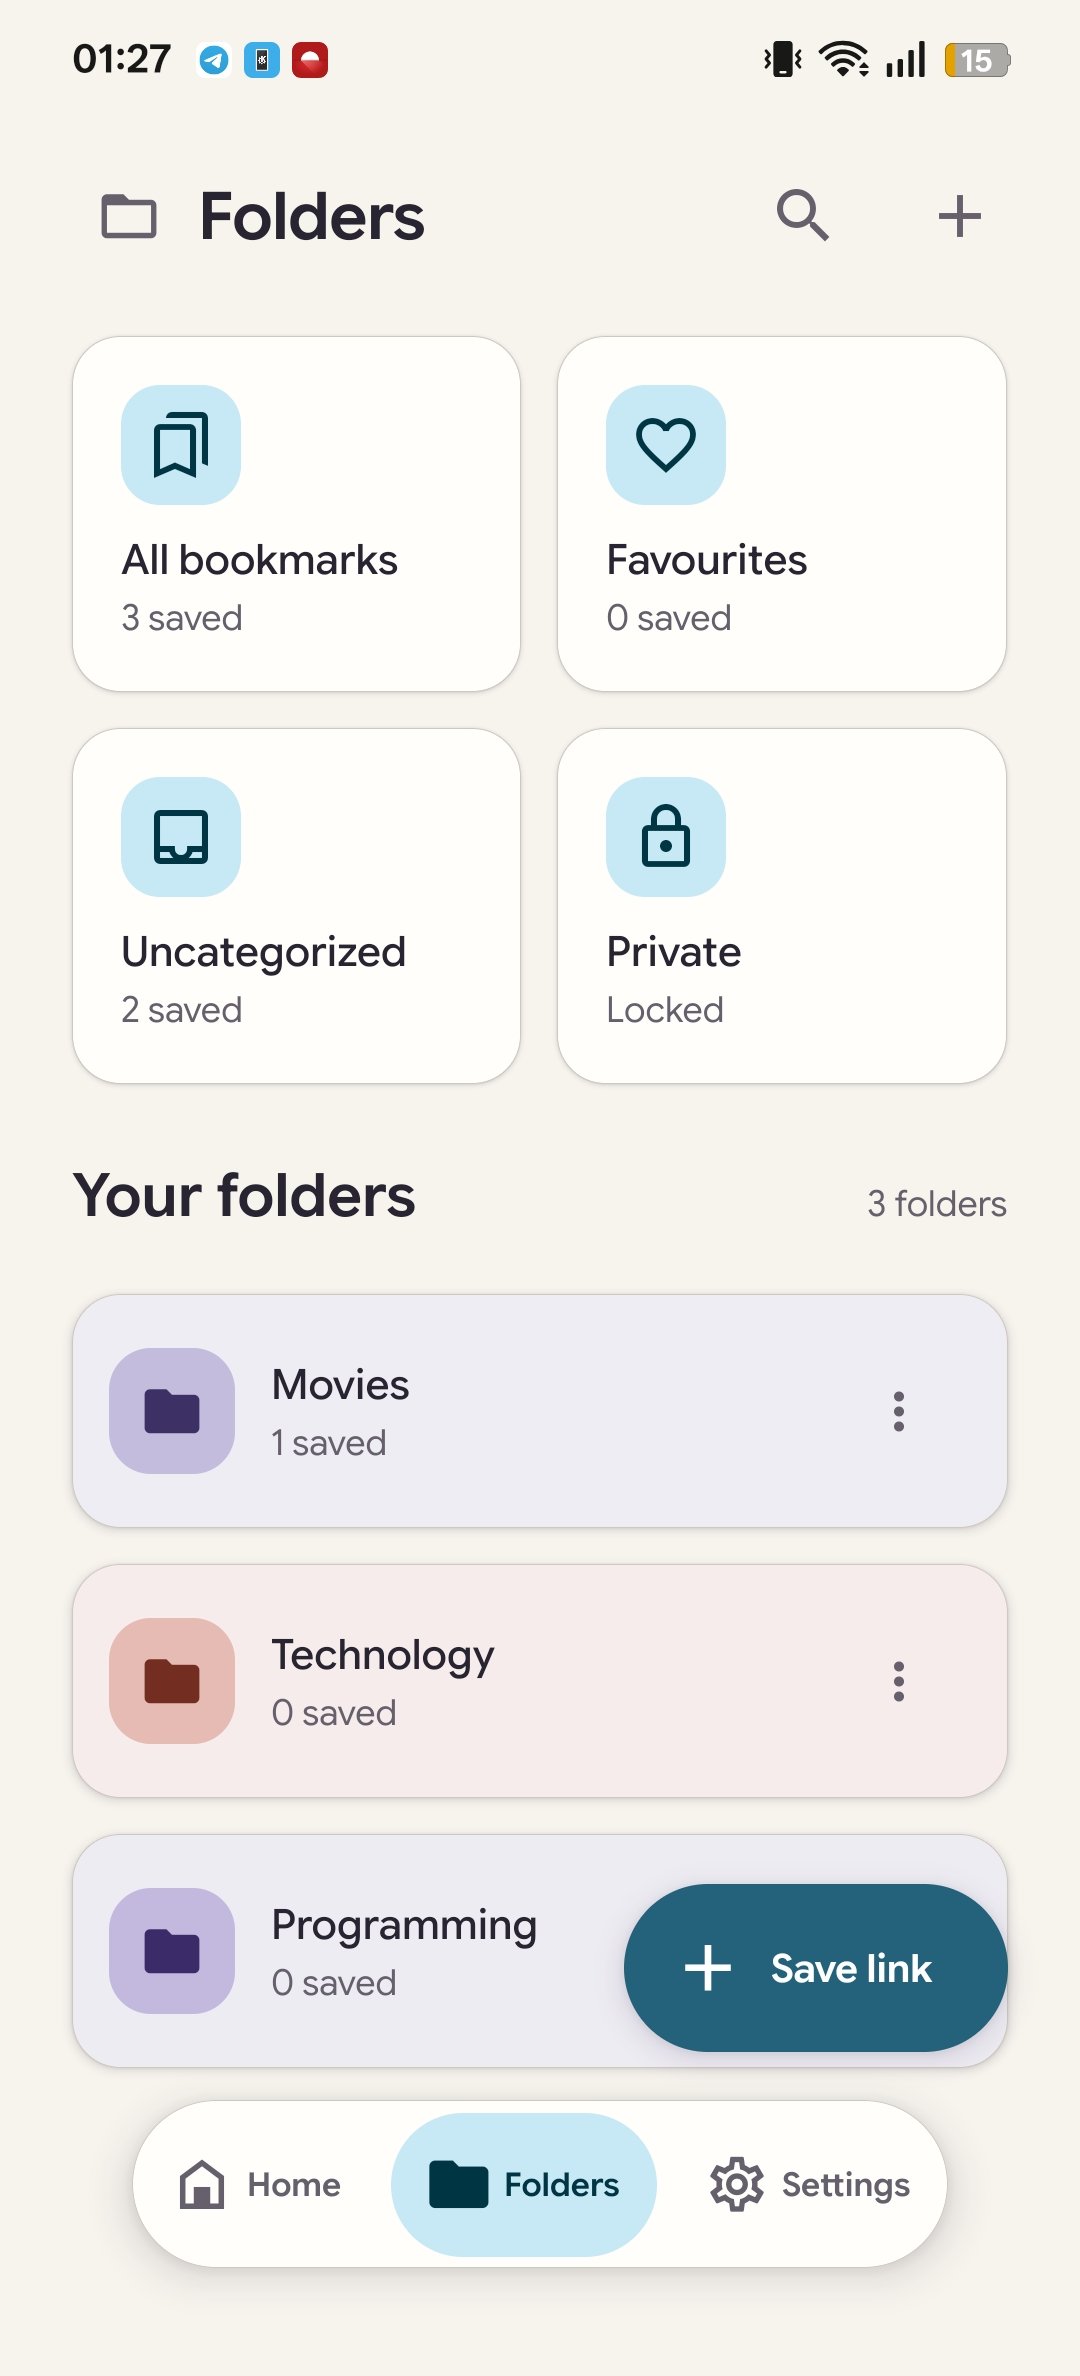 01:27
15
Folders
All bookmarks
3 saved
Favourites
0 saved
Uncategorized
2 saved
Private
Locked
Your folders
3 folders
Movies
1 saved
Technology
0 saved
Programming
0 saved
Save link
Home
Folders
Settings